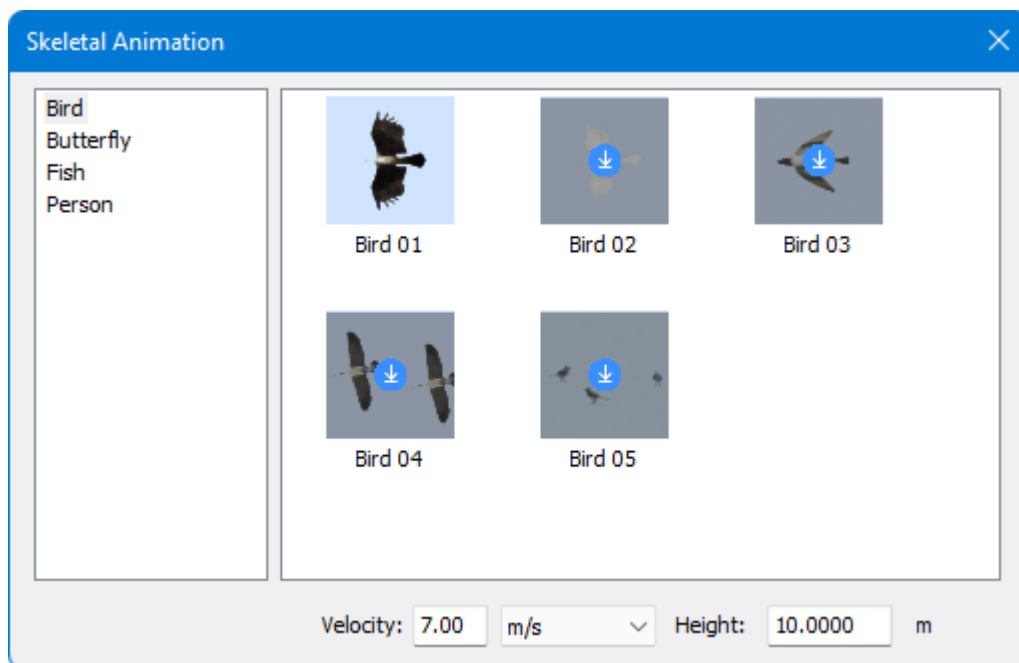 Skeletal Animation
Bird
Butterfly
Fish
Person
Bird 01
Bird 02
Bird 03
Bird 04
Bird 05
Velocity: 7.00 m/s Height: 10.0000 m